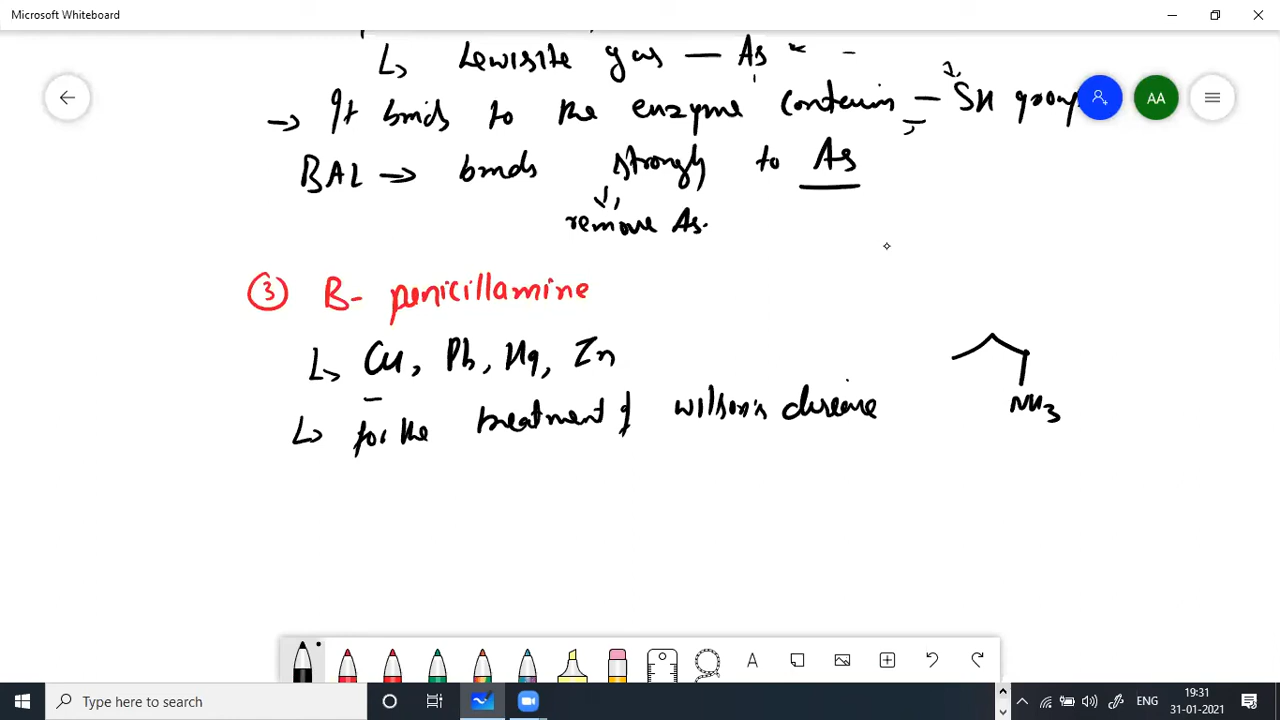 Microsoft Whiteboard
↳ Lewisite gas — As
→ It binds to the enzyme contain — SH group
AA
BAL → binds strongly to As
remove As.
③ B- penicillamine
↳ Cu, Pb, Hg, Zn
NH3
↳ for the treatment of wilson's disease
A
Type here to search
ENG
19:31
31-01-2021